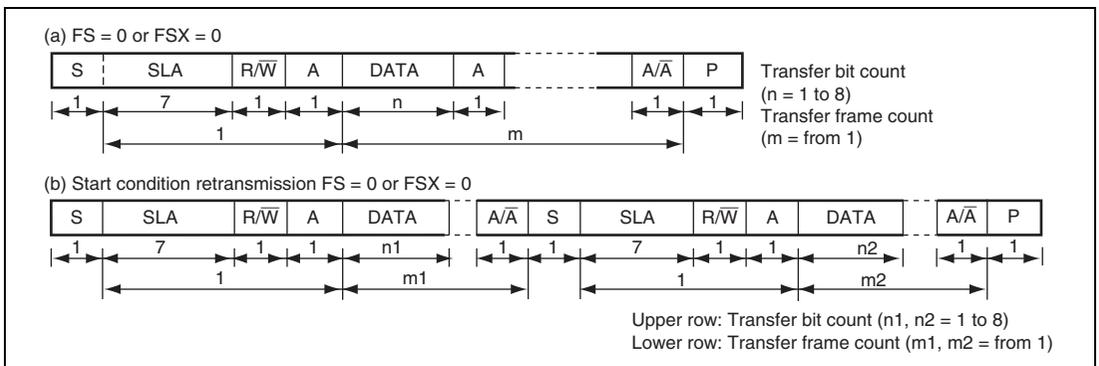 (a) FS = 0 or FSX = 0
S SLA R/W̅ A DATA A A/A̅ P
1 7 1 1 n 1 1 1
1 m
Transfer bit count
(n = 1 to 8)
Transfer frame count
(m = from 1)
(b) Start condition retransmission FS = 0 or FSX = 0
S SLA R/W̅ A DATA A/A̅ S SLA R/W̅ A DATA A/A̅ P
1 7 1 1 n1 1 1 7 1 1 n2 1 1
1 m1 1 m2
Upper row: Transfer bit count (n1, n2 = 1 to 8)
Lower row: Transfer frame count (m1, m2 = from 1)